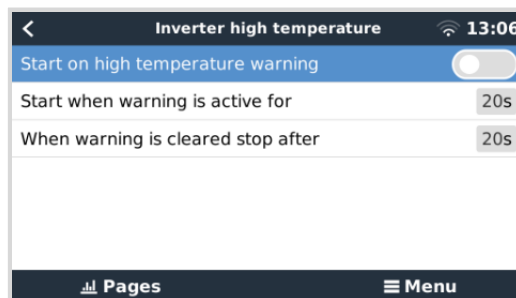 Inverter high temperature 13:06
Start on high temperature warning
Start when warning is active for 20s
When warning is cleared stop after 20s
Pages Menu